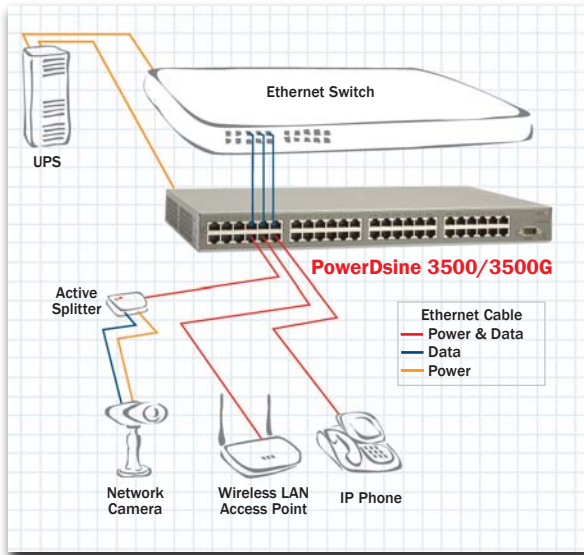 Ethernet Switch
UPS
PowerDsine 3500/3500G
Active
Splitter
Ethernet Cable
Power & Data
Data
Power
Network
Camera
Wireless LAN
Access Point
IP Phone